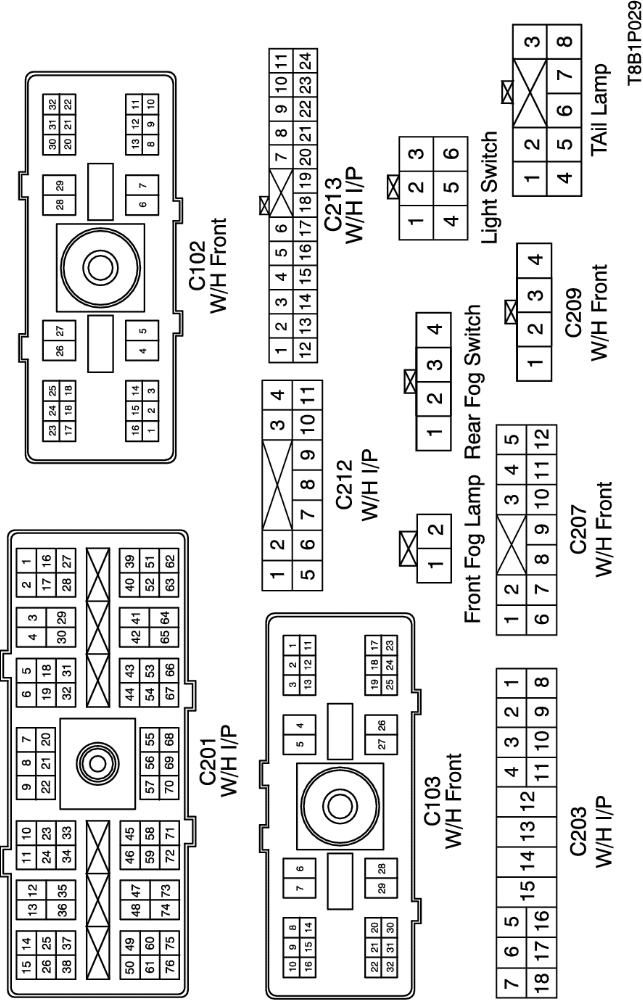 15 14 13 12 11 10 9 8 7 6 5 4 3 2 1
26 25 36 35 24 23 22 21 20 19 18 30 29 17 16
38 37 34 33 32 31 28 27
50 49 48 47 46 45 57 56 55 44 43 42 41 40 39
61 60 74 73 59 58 70 69 68 54 53 65 64 52 51
76 75 72 71 67 66 63 62
C201
W/H I/P
23 24 25 26 27 28 29 30 31 32
17 18 18 20 21 22
16 15 14 4 5 6 7 13 12 11
1 2 3 8 9 10
C102
W/H Front
10 9 8 7 6 5 4 3 2 1
16 15 14 13 12 11
22 21 20 29 28 27 26 19 18 17
32 31 30 25 24 23
C103
W/H Front
1 2 3 4
5 6 7 8 9 10 11
C212
W/H I/P
1 2 3 4 5 6 7 8 9 10 11
12 13 14 15 16 17 18 19 20 21 22 23 24
C213
W/H I/P
1 2
Front Fog Lamp
1 2 3 4
Rear Fog Switch
1 2 3
4 5 6
Light Switch
7 6 5 15 14 13 12 4 3 2 1
18 17 16 11 10 9 8
C203
W/H I/P
1 2 3 4 5
6 7 8 9 10 11 12
C207
W/H Front
1 2 3 4
C209
W/H Front
1 2 3
4 5 6 7 8
TAil Lamp
T8B1P029